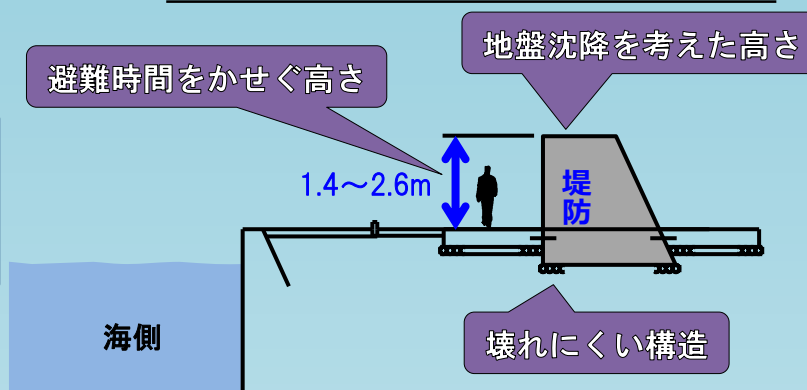 地盤沈降を考えた高さ
避難時間をかせぐ高さ
1.4～2.6m
堤防
海側
壊れにくい構造